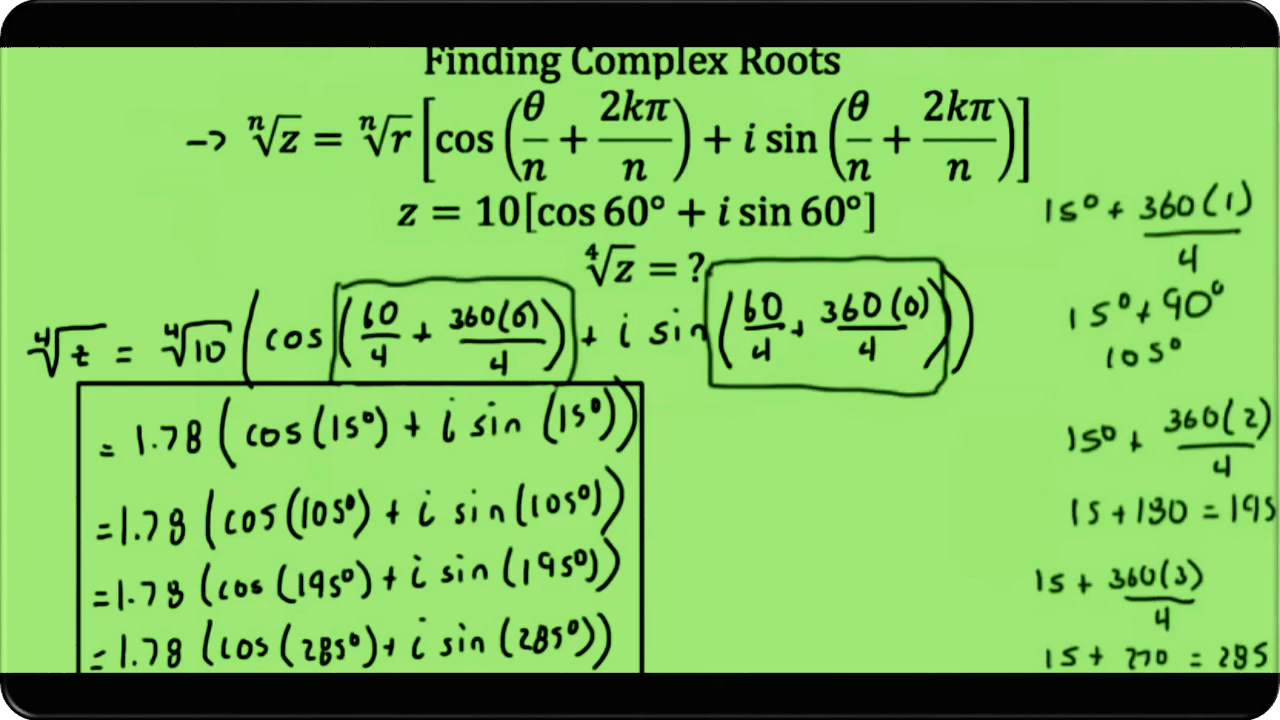 Finding Complex Roots
→ ⁿ√z = ⁿ√r [cos (θ/n + 2kπ/n) + i sin (θ/n + 2kπ/n)]
z = 10[cos 60° + i sin 60°]
⁴√z = ?
⁴√z = ⁴√10 (cos (60/4 + 360(0)/4) + i sin (60/4 + 360(0)/4))
= 1.78 (cos(15°) + i sin (15°))
= 1.78 (cos(105°) + i sin (105°))
= 1.78 (cos (195°) + i sin (195°))
= 1.78 (cos (285°) + i sin (285°))
15° + 360(1)/4
15° + 90°
105°
15° + 360(2)/4
15 + 180 = 195
15 + 360(3)/4
15 + 270 = 285